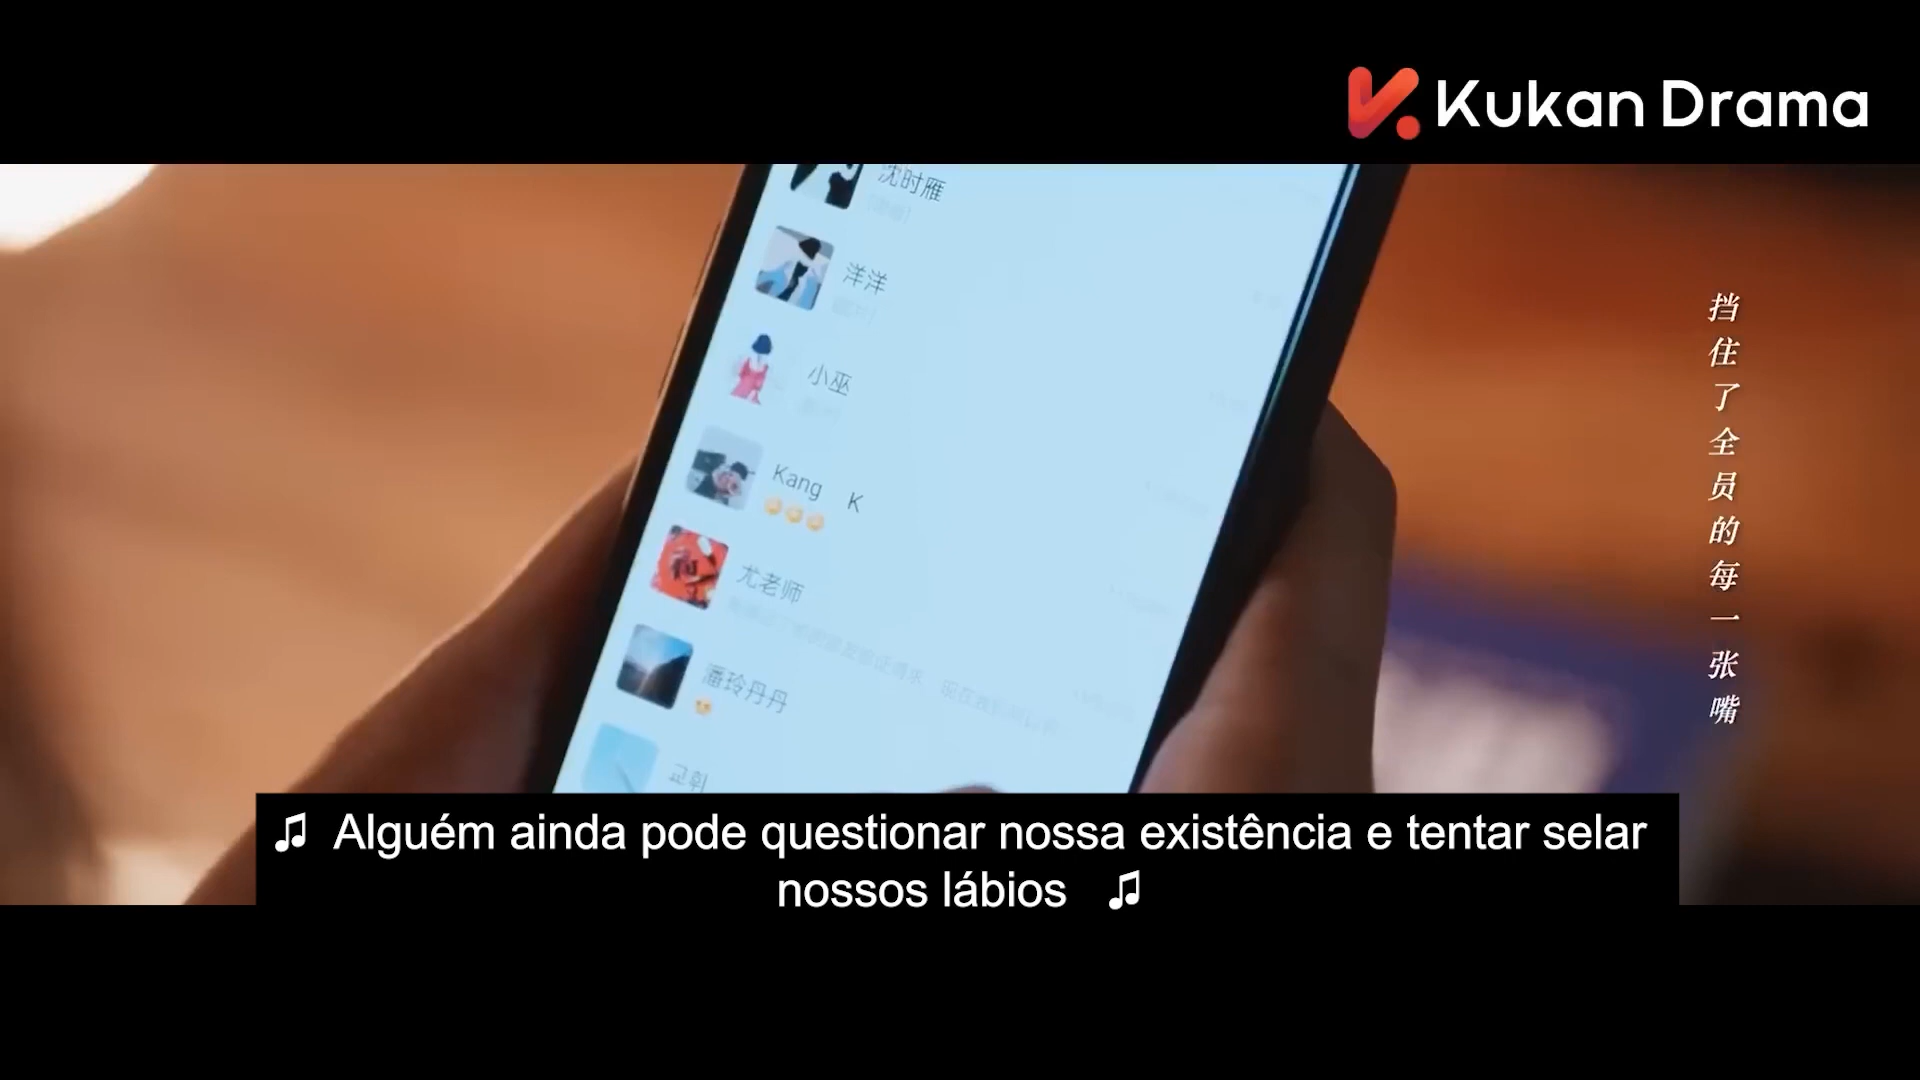 Kukan Drama
沈时雁
洋洋
小巫
Kang K
尤老师
潘玲丹丹
挡住了全员的每一张嘴
♫ Alguém ainda pode questionar nossa existência e tentar selar
nossos lábios ♫